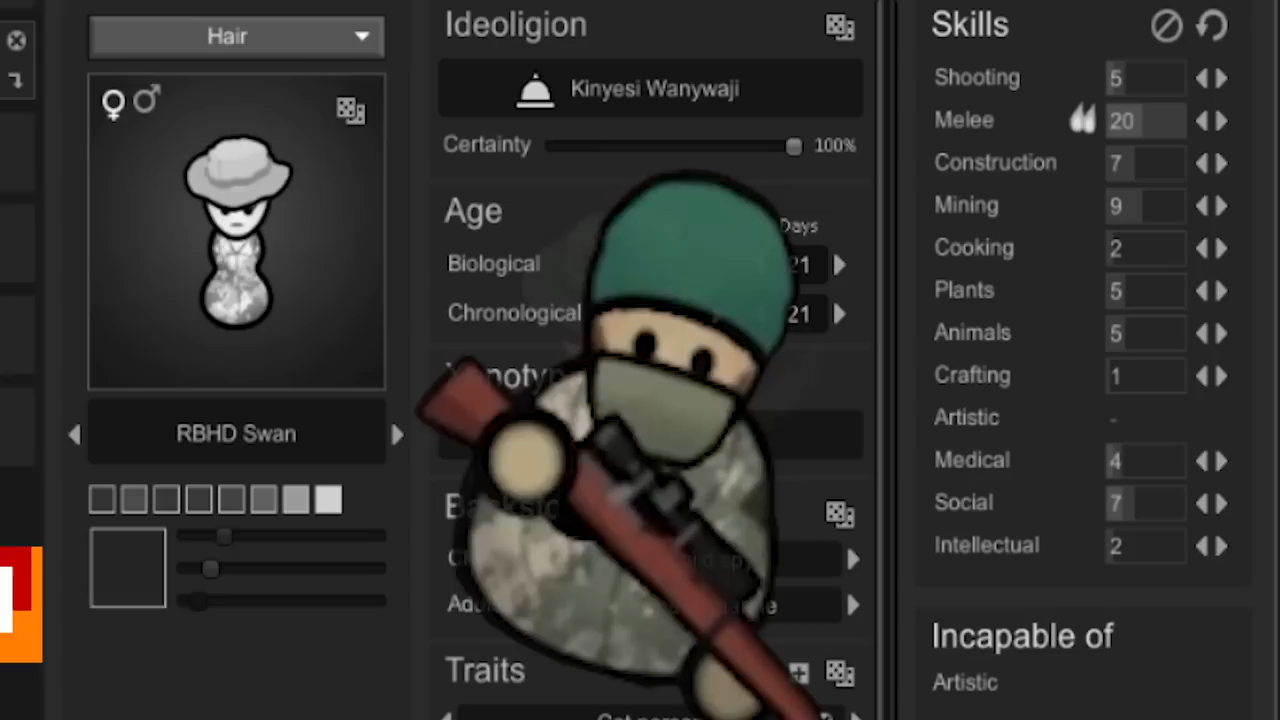 Hair
RBHD Swan
Ideoligion
Kinyesi Wanywaji
Certainty 100%
Age
Days
Biological 21
Chronological 21
Traits
Skills
Shooting 5
Melee 20
Construction 7
Mining 9
Cooking 2
Plants 5
Animals 5
Crafting 1
Artistic -
Medical 4
Social 7
Intellectual 2
Incapable of
Artistic